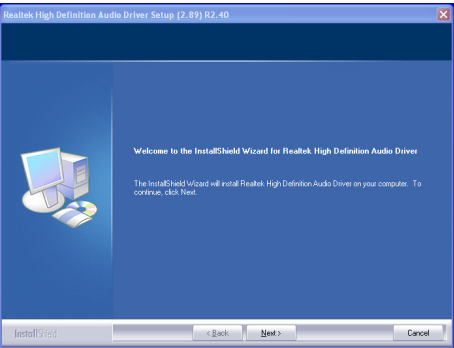 Realtek High Definition Audio Driver Setup (2.89) R2.40
Welcome to the InstallShield Wizard for Realtek High Definition Audio Driver
The InstallShield Wizard will install Realtek High Definition Audio Driver on your computer. To
continue, click Next.
InstallShield
< Back Next > Cancel